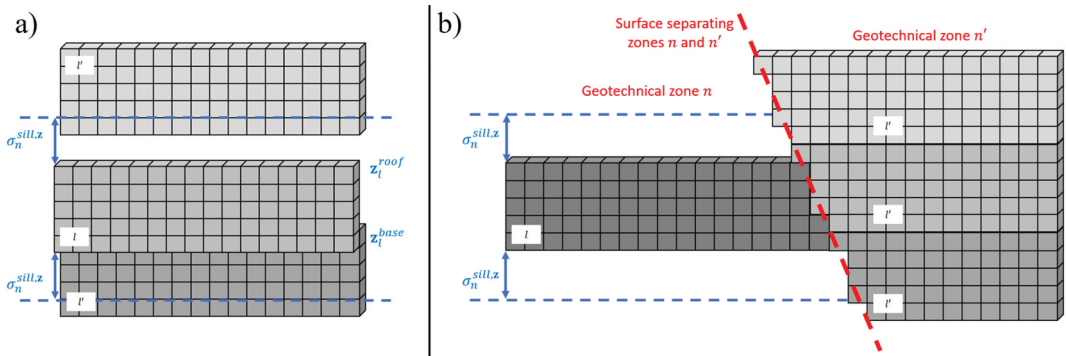 a)
l′
σ_n^{sill,z}
z_l^{roof}
l
z_l^{base}
σ_n^{sill,z}
l′
b)
Surface separating
zones n and n′
Geotechnical zone n′
Geotechnical zone n
σ_n^{sill,z}
l′
l′
l
σ_n^{sill,z}
l′